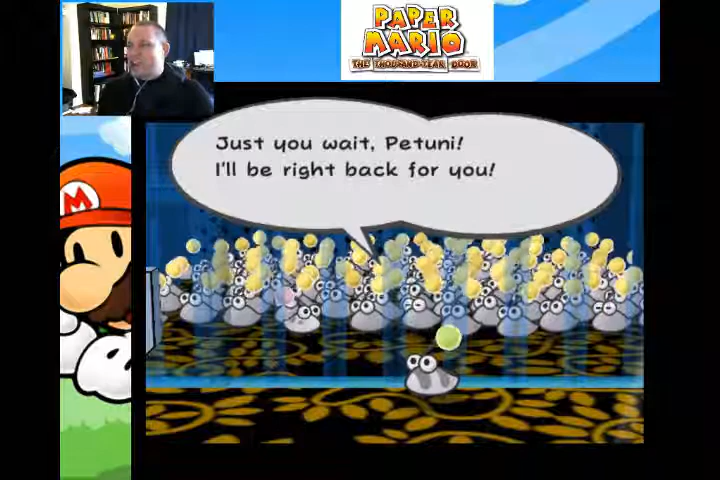 PAPER
MARIO
THE THOUSAND-YEAR DOOR
M
Just you wait, Petuni!
I'll be right back for you!